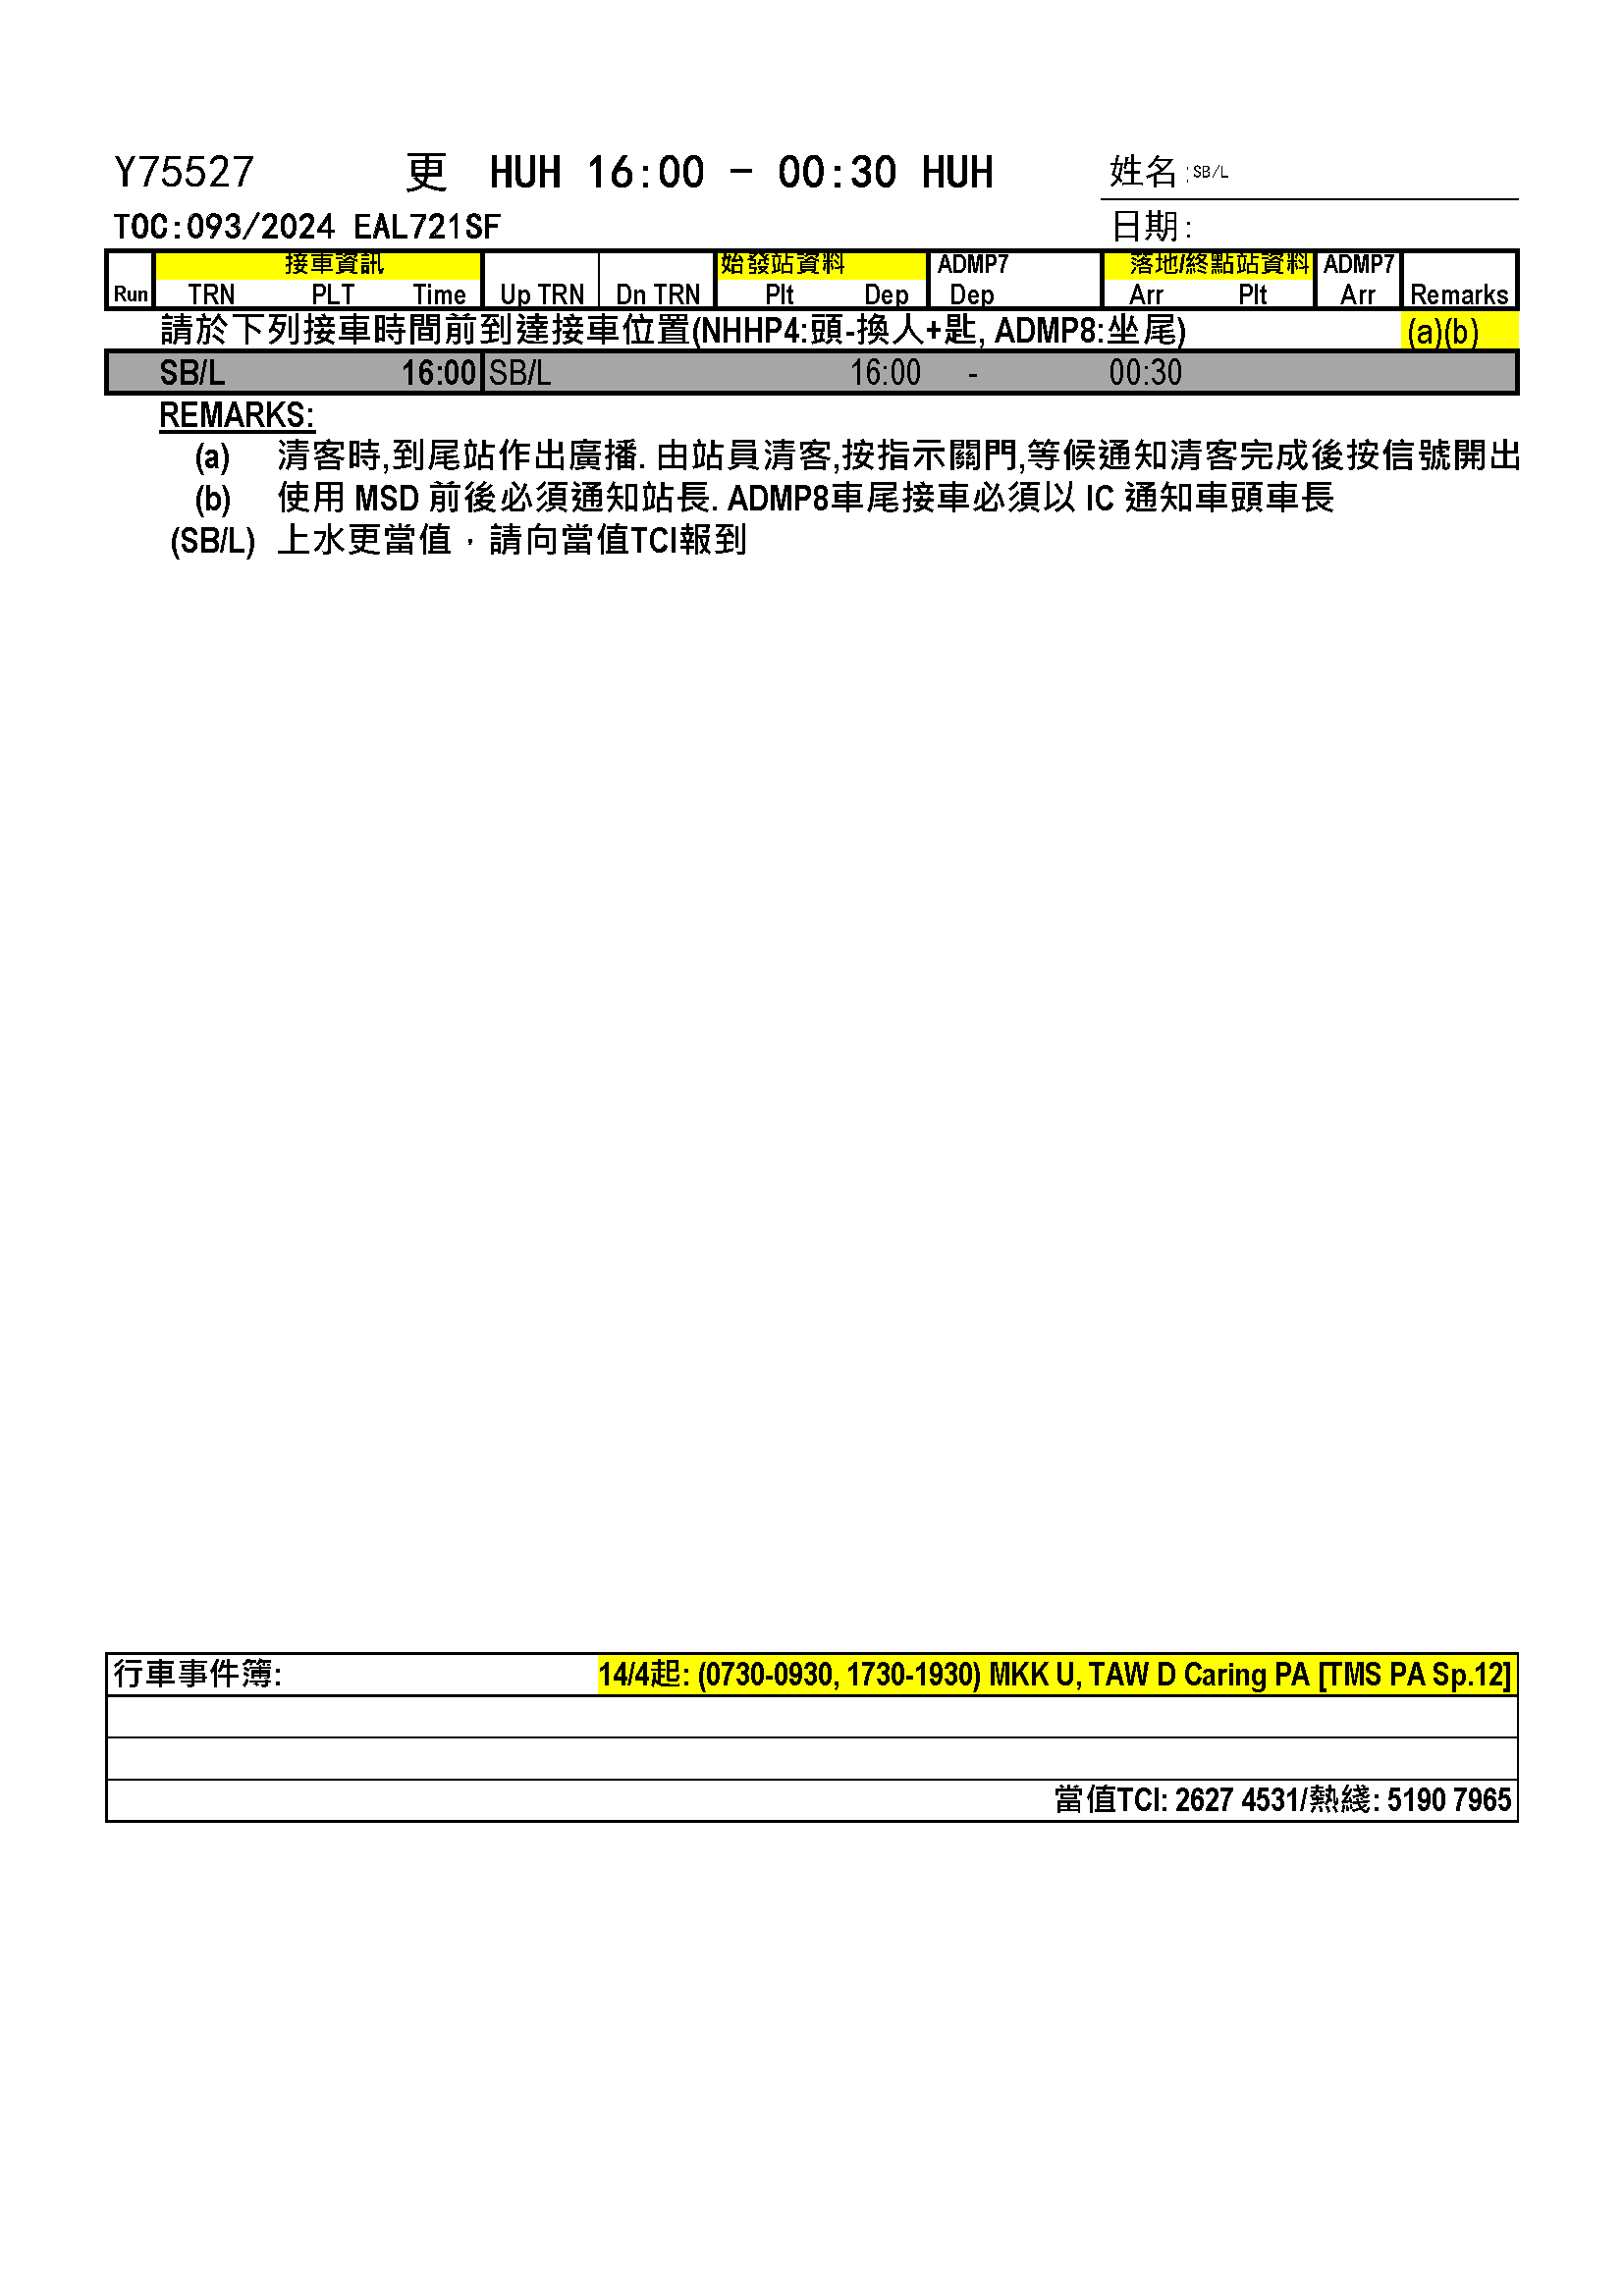 Y75527 更 HUH 16:00 - 00:30 HUH 姓名:SB/L
TOC:093/2024 EAL721SF 日期:
接車資訊 始發站資料 ADMP7 落地/終點站資料 ADMP7
Run TRN PLT Time Up TRN Dn TRN Plt Dep Dep Arr Plt Arr Remarks
請於下列接車時間前到達接車位置(NHHP4:頭-換人+匙, ADMP8:坐尾) (a)(b)
SB/L 16:00 SB/L 16:00 - 00:30
REMARKS:
(a) 清客時,到尾站作出廣播. 由站員清客,按指示關門,等候通知清客完成後按信號開出
(b) 使用 MSD 前後必須通知站長. ADMP8車尾接車必須以 IC 通知車頭車長
(SB/L) 上水更當值，請向當值TCI報到
行車事件簿: 14/4起: (0730-0930, 1730-1930) MKK U, TAW D Caring PA [TMS PA Sp.12]
當值TCI: 2627 4531/熱綫: 5190 7965